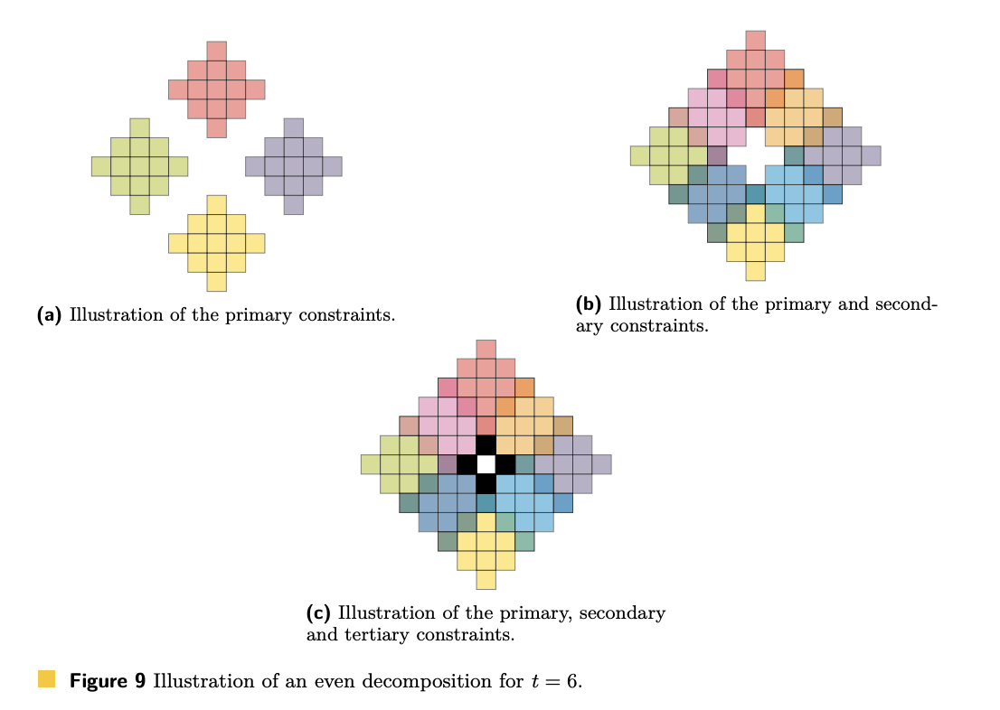 (a) Illustration of the primary constraints.
(b) Illustration of the primary and second-
ary constraints.
(c) Illustration of the primary, secondary
and tertiary constraints.
Figure 9 Illustration of an even decomposition for t = 6.